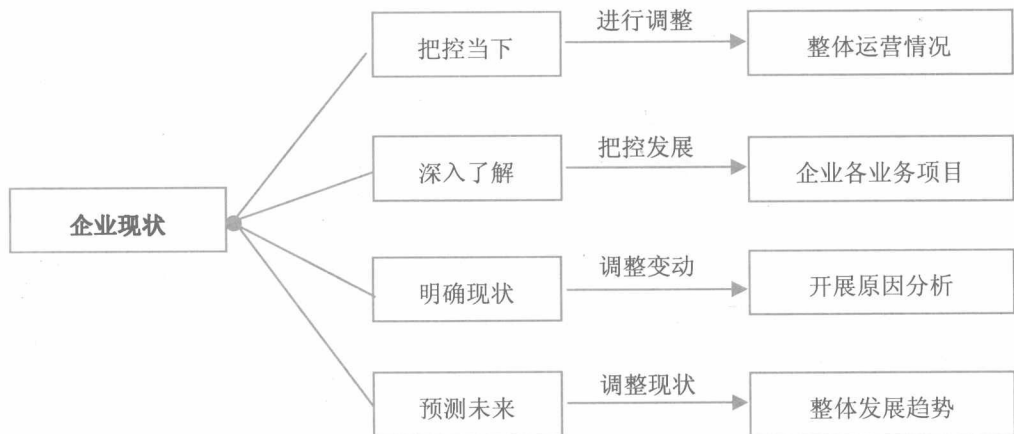 把控当下
进行调整
整体运营情况
深入了解
把控发展
企业各业务项目
企业现状
明确现状
调整变动
开展原因分析
预测未来
调整现状
整体发展趋势